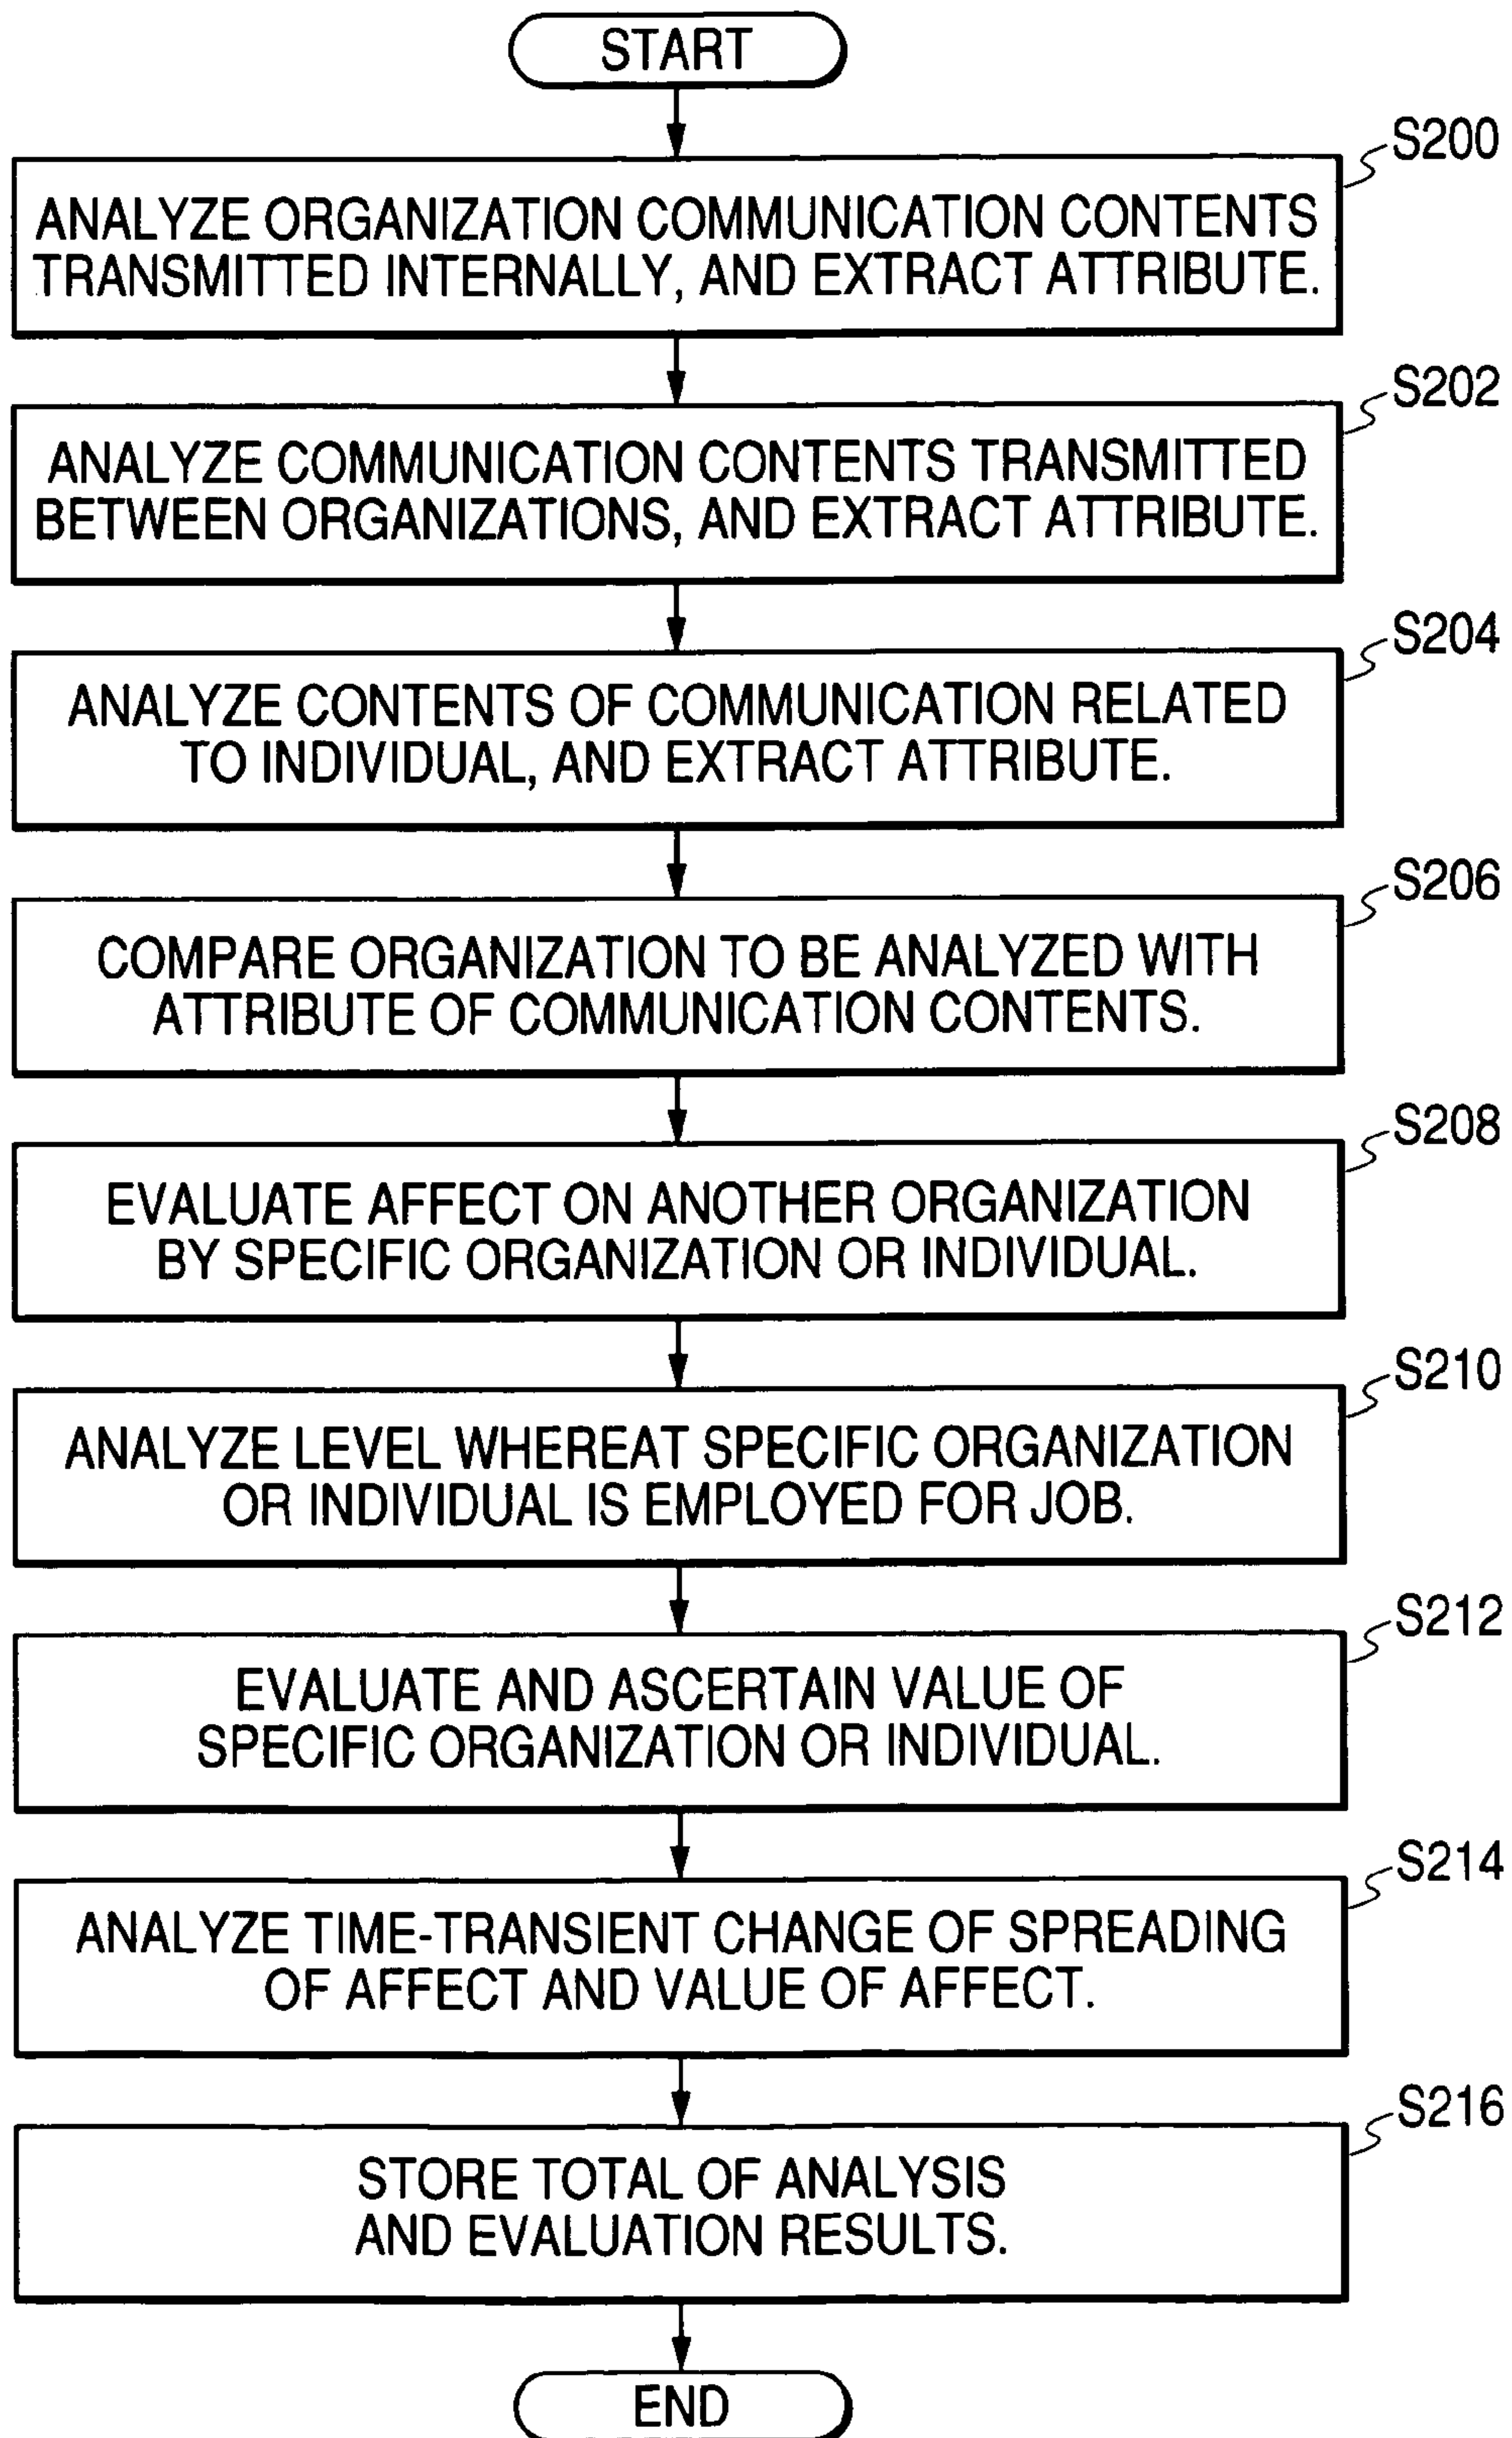 START
S200
ANALYZE ORGANIZATION COMMUNICATION CONTENTS
TRANSMITTED INTERNALLY, AND EXTRACT ATTRIBUTE.
S202
ANALYZE COMMUNICATION CONTENTS TRANSMITTED
BETWEEN ORGANIZATIONS, AND EXTRACT ATTRIBUTE.
S204
ANALYZE CONTENTS OF COMMUNICATION RELATED
TO INDIVIDUAL, AND EXTRACT ATTRIBUTE.
S206
COMPARE ORGANIZATION TO BE ANALYZED WITH
ATTRIBUTE OF COMMUNICATION CONTENTS.
S208
EVALUATE AFFECT ON ANOTHER ORGANIZATION
BY SPECIFIC ORGANIZATION OR INDIVIDUAL.
S210
ANALYZE LEVEL WHEREAT SPECIFIC ORGANIZATION
OR INDIVIDUAL IS EMPLOYED FOR JOB.
S212
EVALUATE AND ASCERTAIN VALUE OF
SPECIFIC ORGANIZATION OR INDIVIDUAL.
S214
ANALYZE TIME-TRANSIENT CHANGE OF SPREADING
OF AFFECT AND VALUE OF AFFECT.
S216
STORE TOTAL OF ANALYSIS
AND EVALUATION RESULTS.
END